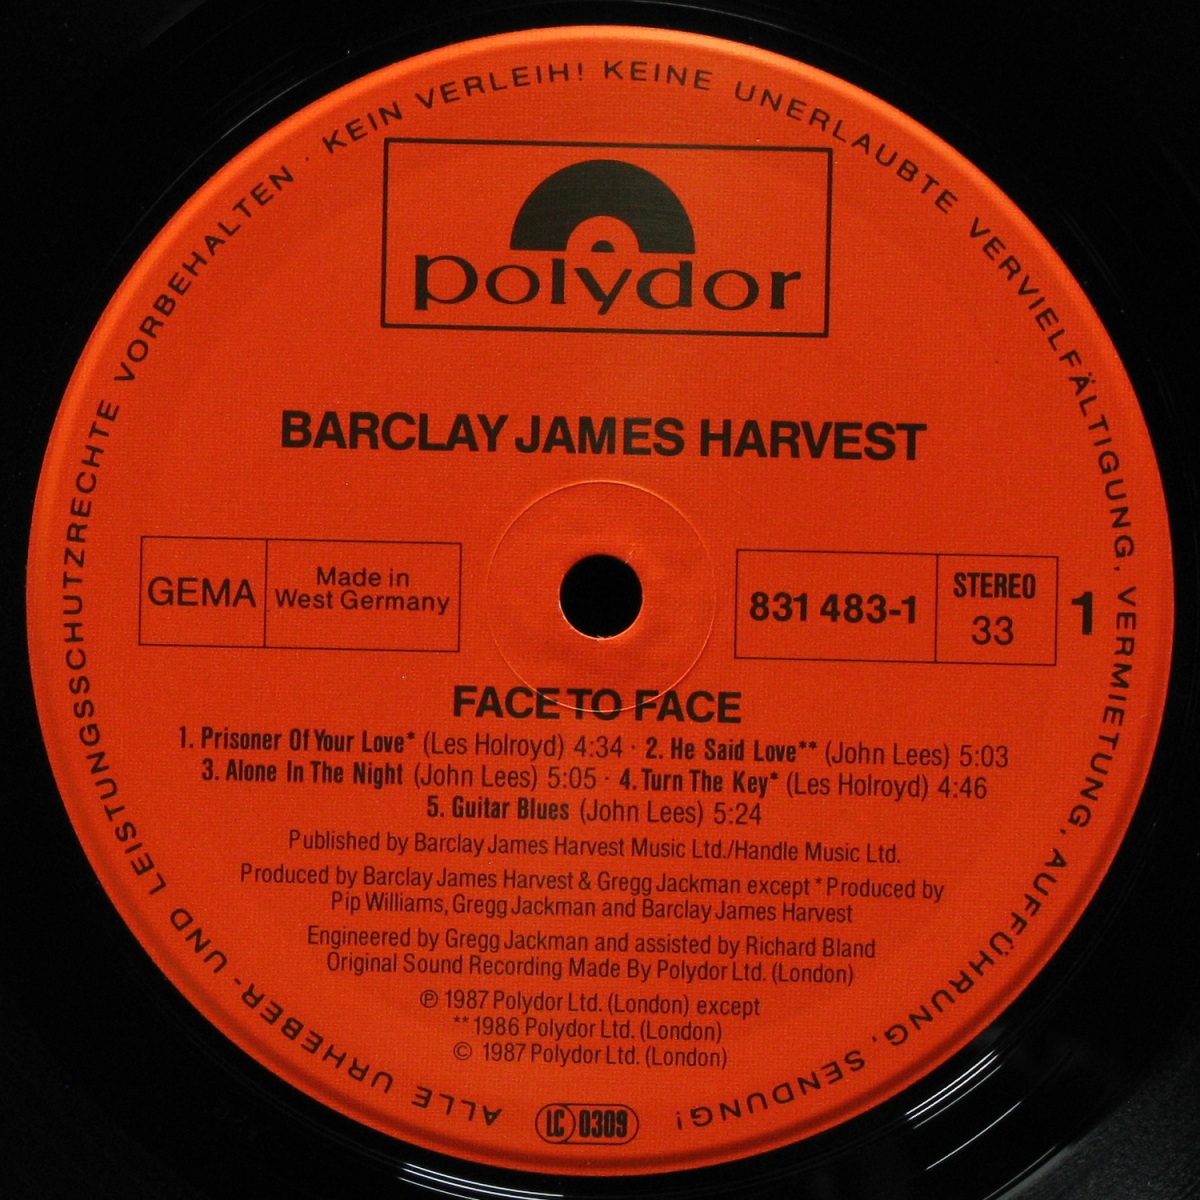 ALLE URHEBER- UND LEISTUNGSSCHUTZRECHTE VORBEHALTEN · KEIN VERLEIH! KEINE UNERLAUBTE VERVIELFÄLTIGUNG, VERMIETUNG, AUFFÜHRUNG, SENDUNG!
polydor
BARCLAY JAMES HARVEST
GEMA
Made in
West Germany
831 483-1
STEREO
33
1
FACE TO FACE
1. Prisoner Of Your Love* (Les Holroyd) 4:34 · 2. He Said Love** (John Lees) 5:03
3. Alone In The Night (John Lees) 5:05 · 4. Turn The Key* (Les Holroyd) 4:46
5. Guitar Blues (John Lees) 5:24
Published by Barclay James Harvest Music Ltd./Handle Music Ltd.
Produced by Barclay James Harvest & Gregg Jackman except * Produced by
Pip Williams, Gregg Jackman and Barclay James Harvest
Engineered by Gregg Jackman and assisted by Richard Bland
Original Sound Recording Made By Polydor Ltd. (London)
℗ 1987 Polydor Ltd. (London) except
** 1986 Polydor Ltd. (London)
© 1987 Polydor Ltd. (London)
LC 0309